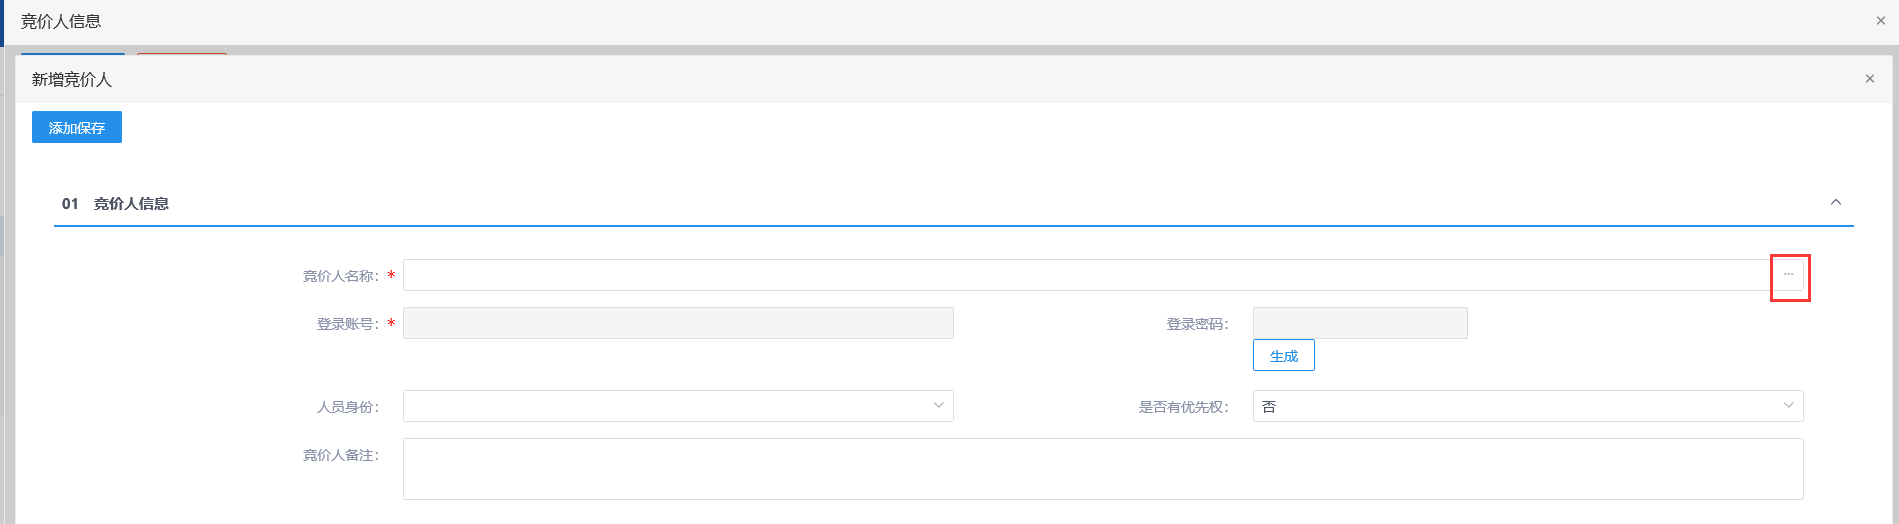 竞价人信息
新增竞价人
添加保存
01 竞价人信息
竞价人名称：*
登录账号：* 登录密码：
生成
人员身份： 是否有优先权： 否
竞价人备注：